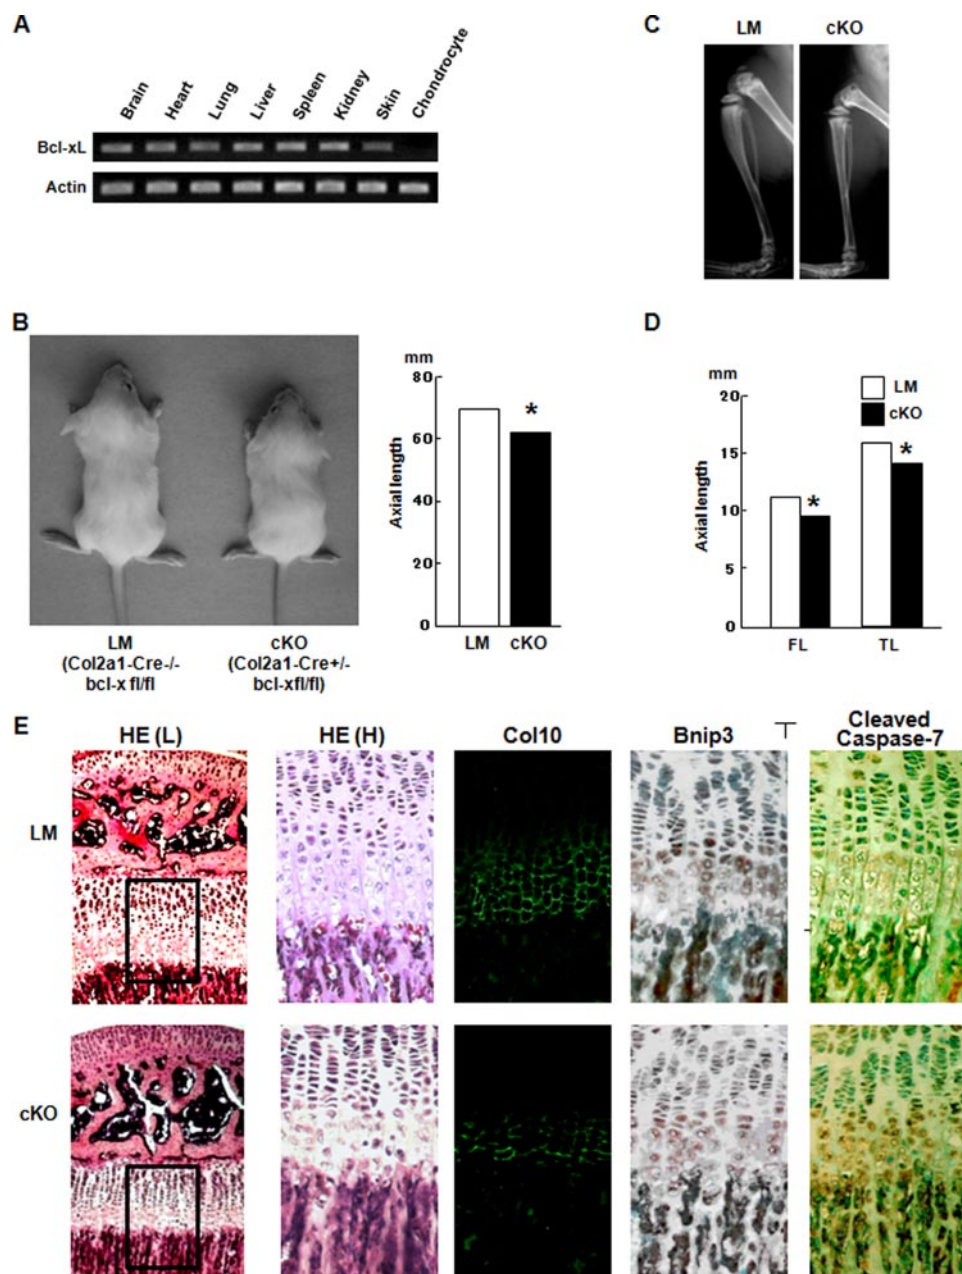 A
Brain
Heart
Lung
Liver
Spleen
Kidney
Skin
Chondrocyte
Bcl-xL
Actin
C
LM cKO
B
LM
(Col2a1-Cre-/-
bcl-x fl/fl)
cKO
(Col2a1-Cre+/-
bcl-xfl/fl)
mm
80
60
40
20
0
Axial length
*
LM cKO
D
mm
20
15
10
5
0
Axial length
LM
cKO
*
*
FL TL
E
HE (L) HE (H) Col10 Bnip3 Cleaved
Caspase-7
LM
cKO